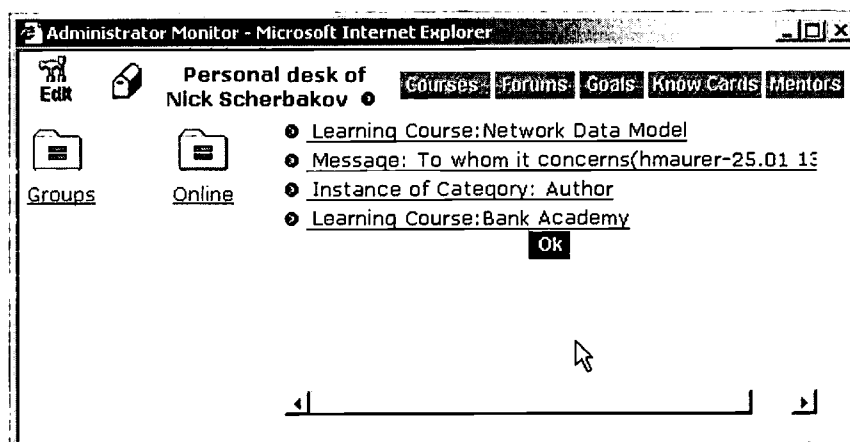 Administrator Monitor - Microsoft Internet Explorer
Edit
Personal desk of
Nick Scherbakov
Courses Forums Goals Know Cards Mentors
Groups
Online
Learning Course:Network Data Model
Message: To whom it concerns(hmaurer-25.01 13
Instance of Category: Author
Learning Course:Bank Academy
Ok